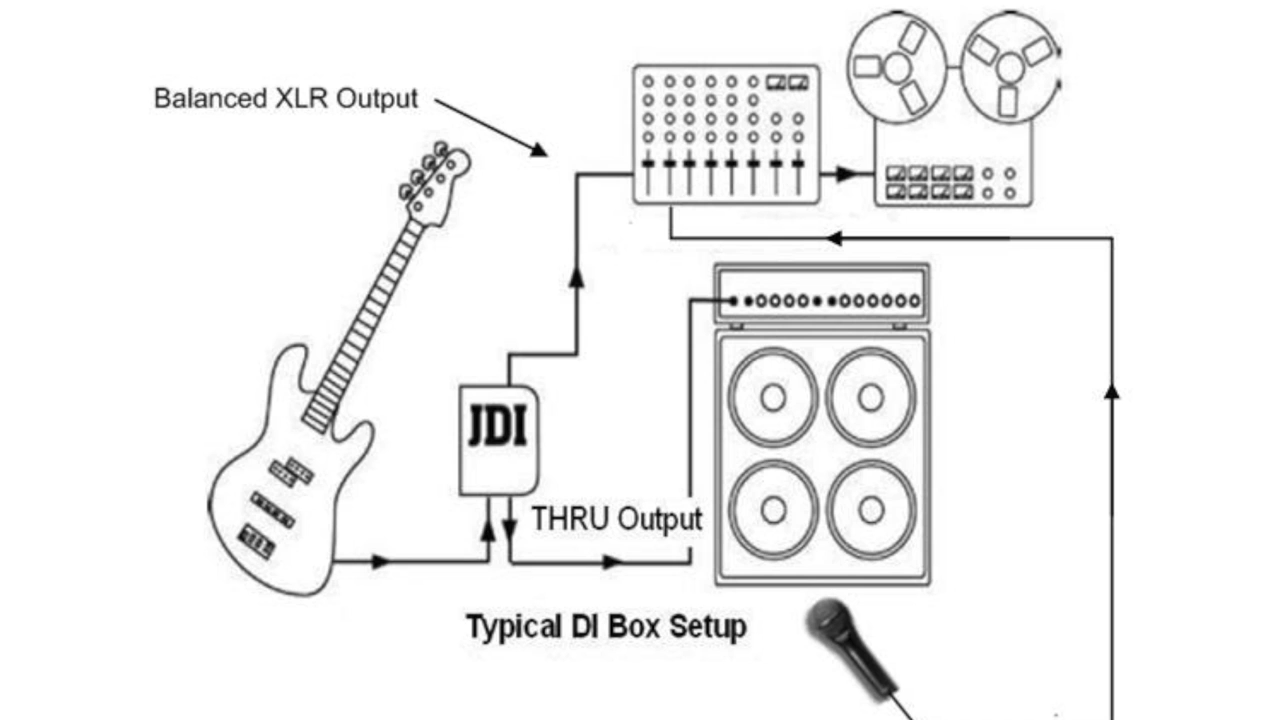 Balanced XLR Output
JDI
THRU Output
Typical DI Box Setup